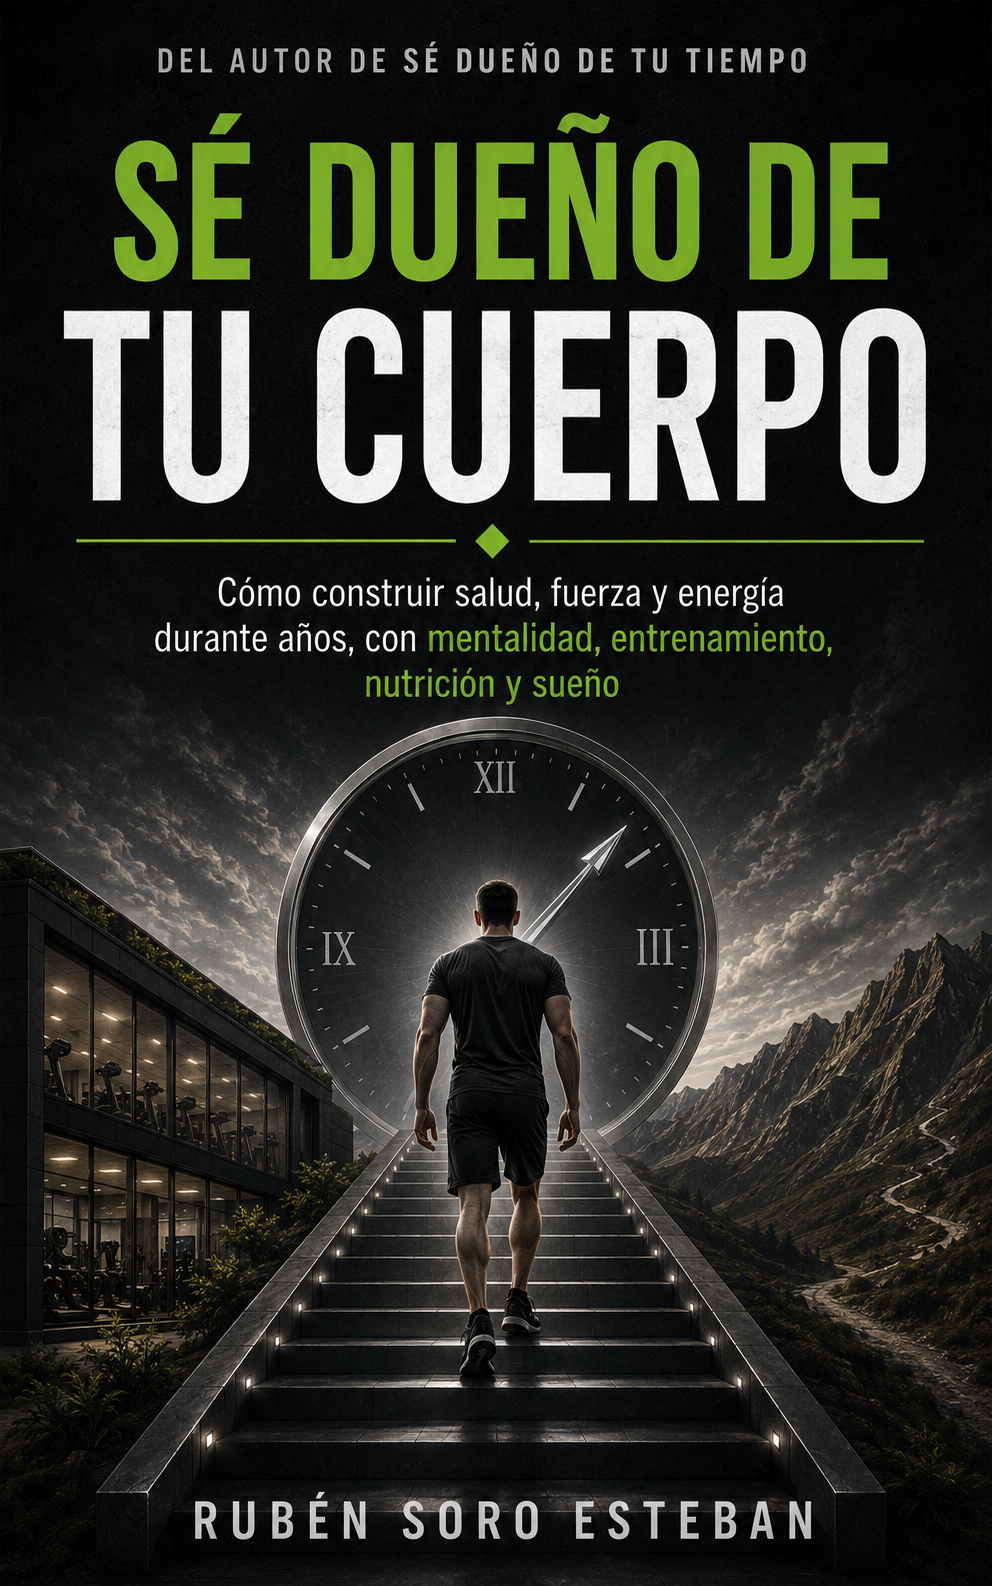 DEL AUTOR DE SÉ DUEÑO DE TU TIEMPO
SÉ DUEÑO DE
TU CUERPO
Cómo construir salud, fuerza y energía
durante años, con mentalidad, entrenamiento,
nutrición y sueño
XII
IX
III
RUBÉN SORO ESTEBAN